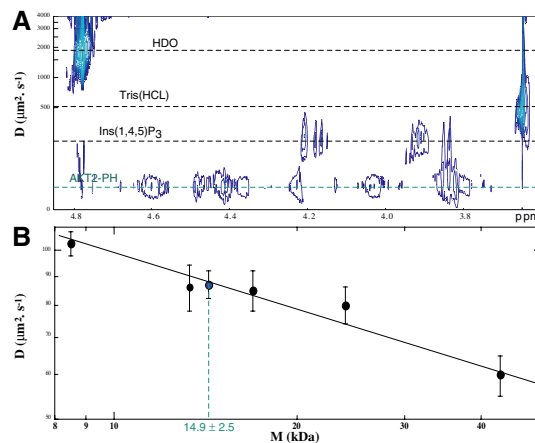 A
4000
3000
2000
1000
500
0
D (µm². s⁻¹)
HDO
Tris(HCL)
Ins(1,4,5)P₃
AKT2-PH
4.8 4.6 4.4 4.2 4.0 3.8 ppm
B
100
90
80
70
60
50
D (µm². s⁻¹)
8 9 10 20 30 40
14.9 ± 2.5
M (kDa)